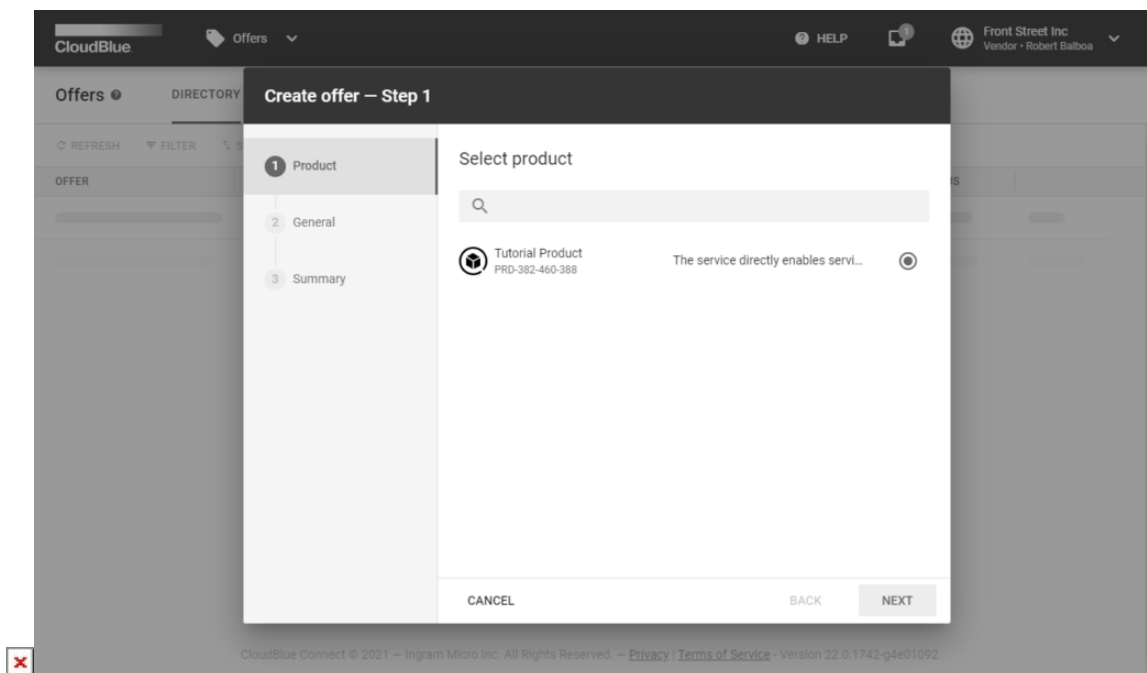 CloudBlue.
Offers
HELP
1
Front Street Inc
Vendor • Robert Balboa
Offers
DIRECTORY
REFRESH
FILTER
OFFER
Create offer — Step 1
1 Product
2 General
3 Summary
Select product
Tutorial Product
PRD-382-460-388
The service directly enables servi...
CANCEL
BACK
NEXT
CloudBlue Connect © 2021 — Ingram Micro Inc. All Rights Reserved. — Privacy | Terms of Service - Version 22.0.1742-g4e01092